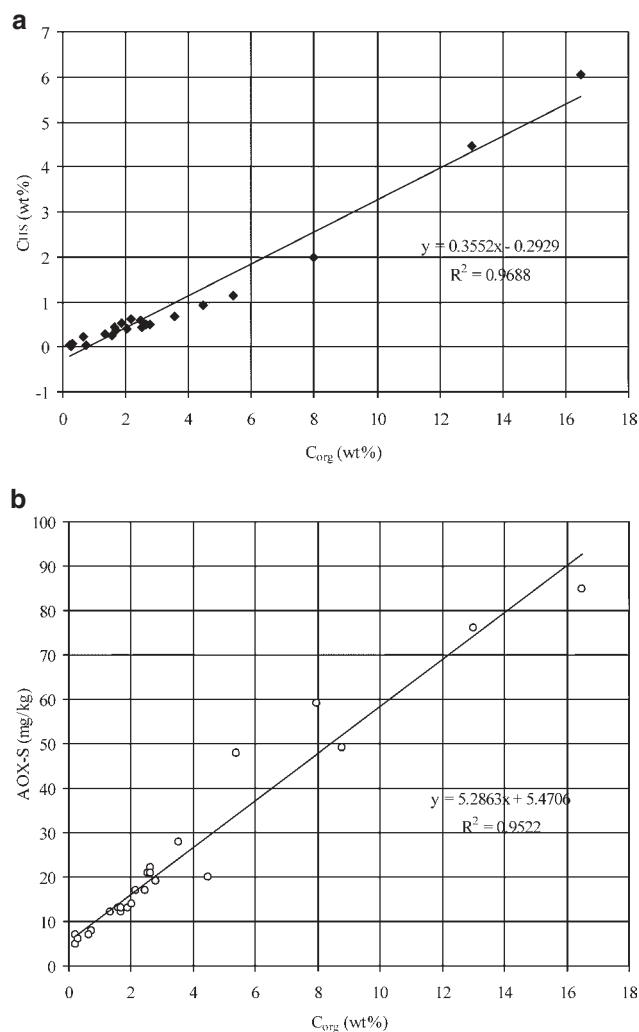 a
7
6
5
4
3
2
1
0
-1
CHS (wt%)
y = 0.3552x - 0.2929
R² = 0.9688
0 2 4 6 8 10 12 14 16 18
Corg (wt%)
b
100
90
80
70
60
50
40
30
20
10
0
AOX-S (mg/kg)
y = 5.2863x + 5.4706
R² = 0.9522
0 2 4 6 8 10 12 14 16 18
Corg (wt%)